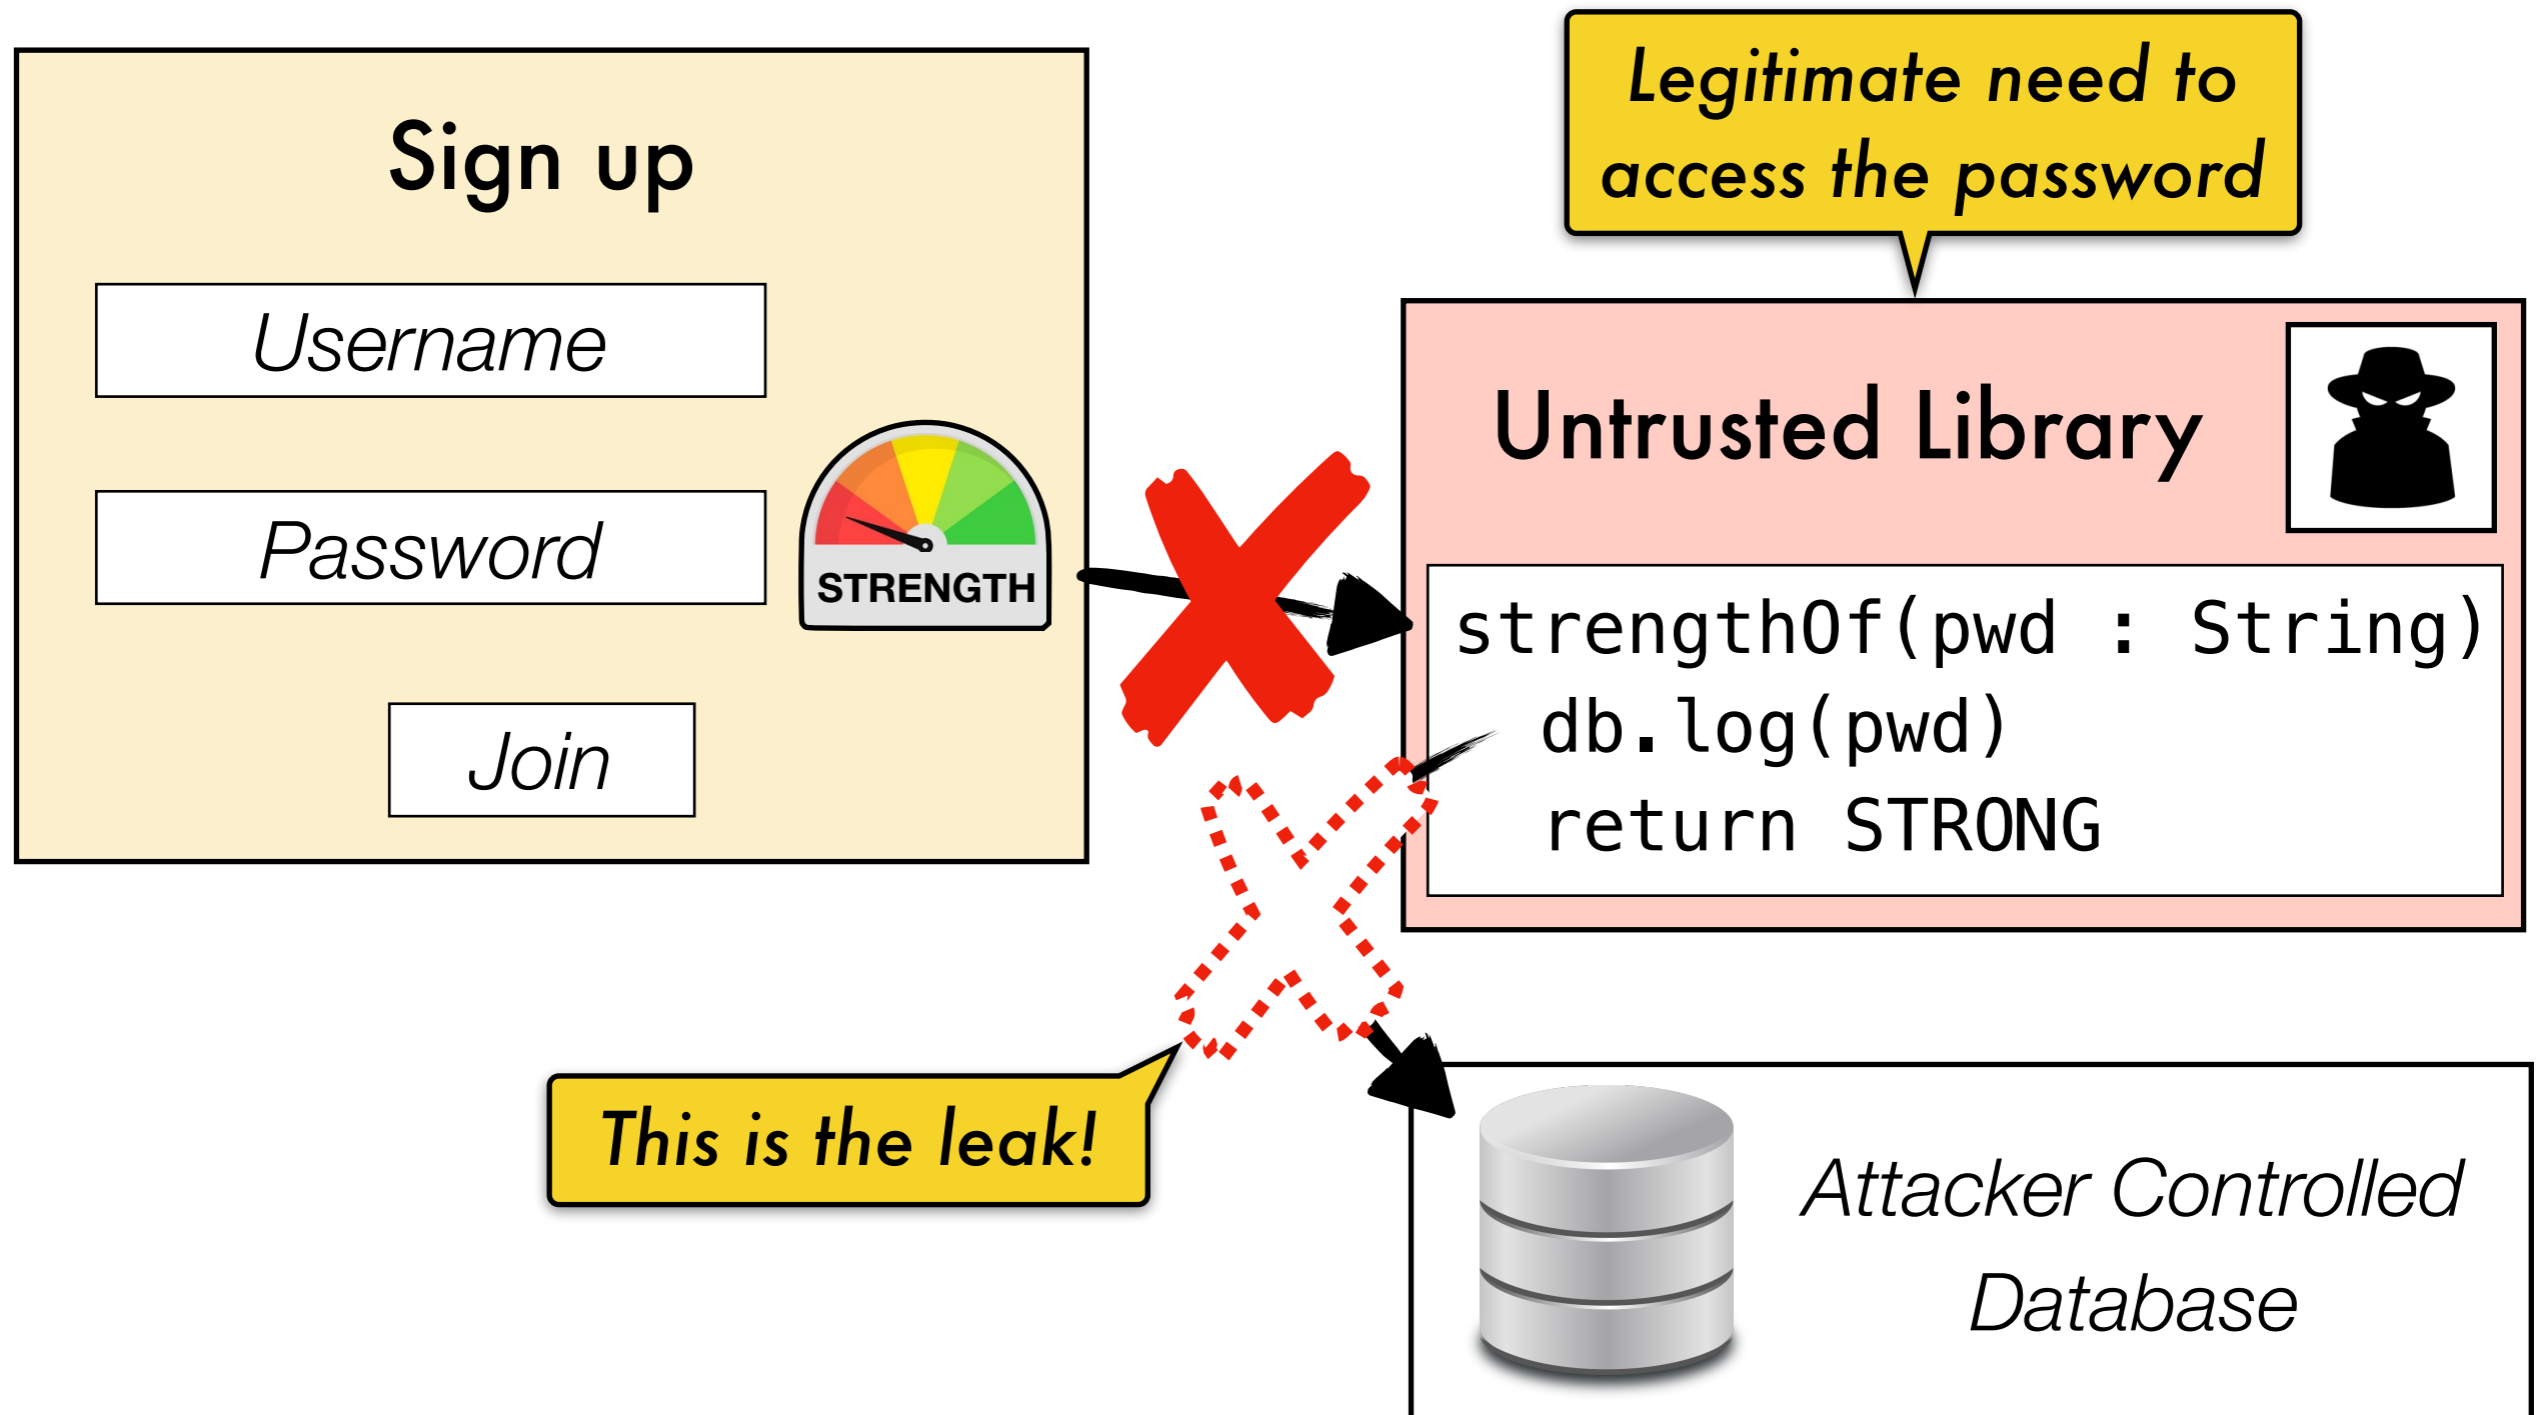 Sign up
Username
Password
STRENGTH
Join
Legitimate need to
access the password
Untrusted Library
strengthOf(pwd : String)
db.log(pwd)
return STRONG
This is the leak!
Attacker Controlled
Database